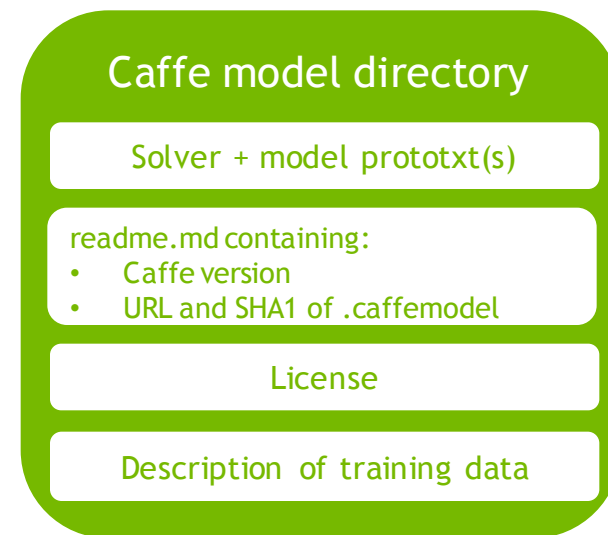 Caffe model directory
Solver + model prototxt(s)
readme.md containing:
• Caffe version
• URL and SHA1 of .caffemodel
License
Description of training data